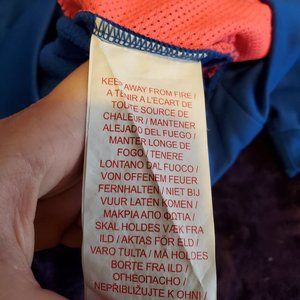 KEEP AWAY FROM FIRE /
A TENIR A L'ECART DE
TOUTE SOURCE DE
CHALEUR / MANTENER
ALEJADO DEL FUEGO /
MANTER LONGE DE
FOGO / TENERE
LONTANO DAL FUOCO /
VON OFFENEM FEUER
FERNHALTEN / NIET BIJ
VUUR LATEN KOMEN /
ΜΑΚΡΙΑ ΑΠΟ ΦΩΤΙΑ /
SKAL HOLDES VÆK FRA
ILD / AKTAS FÖR ELD /
VARO TULTA / MÅ HOLDES
BORTE FRA ILD /
ОГНЕОПАСНО /
NEPŘIBLIŽUJTE K OHNI /